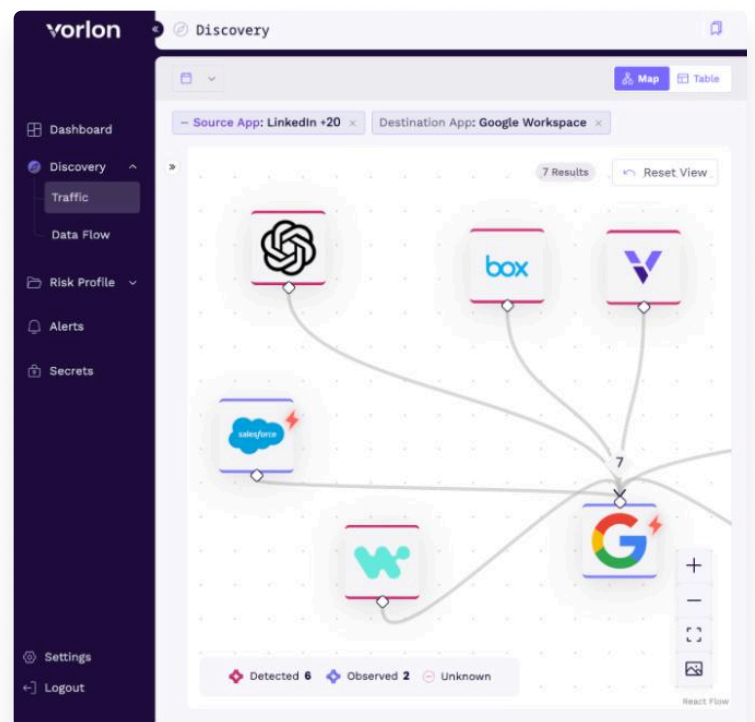 vorlon
Discovery
Map
Table
Dashboard
– Source App: LinkedIn +20 ×
Destination App: Google Workspace ×
Discovery
7 Results
Reset View
Traffic
Data Flow
box
Risk Profile
Alerts
Secrets
salesforce
7
Settings
Detected 6
Observed 2
Unknown
Logout
React Flow